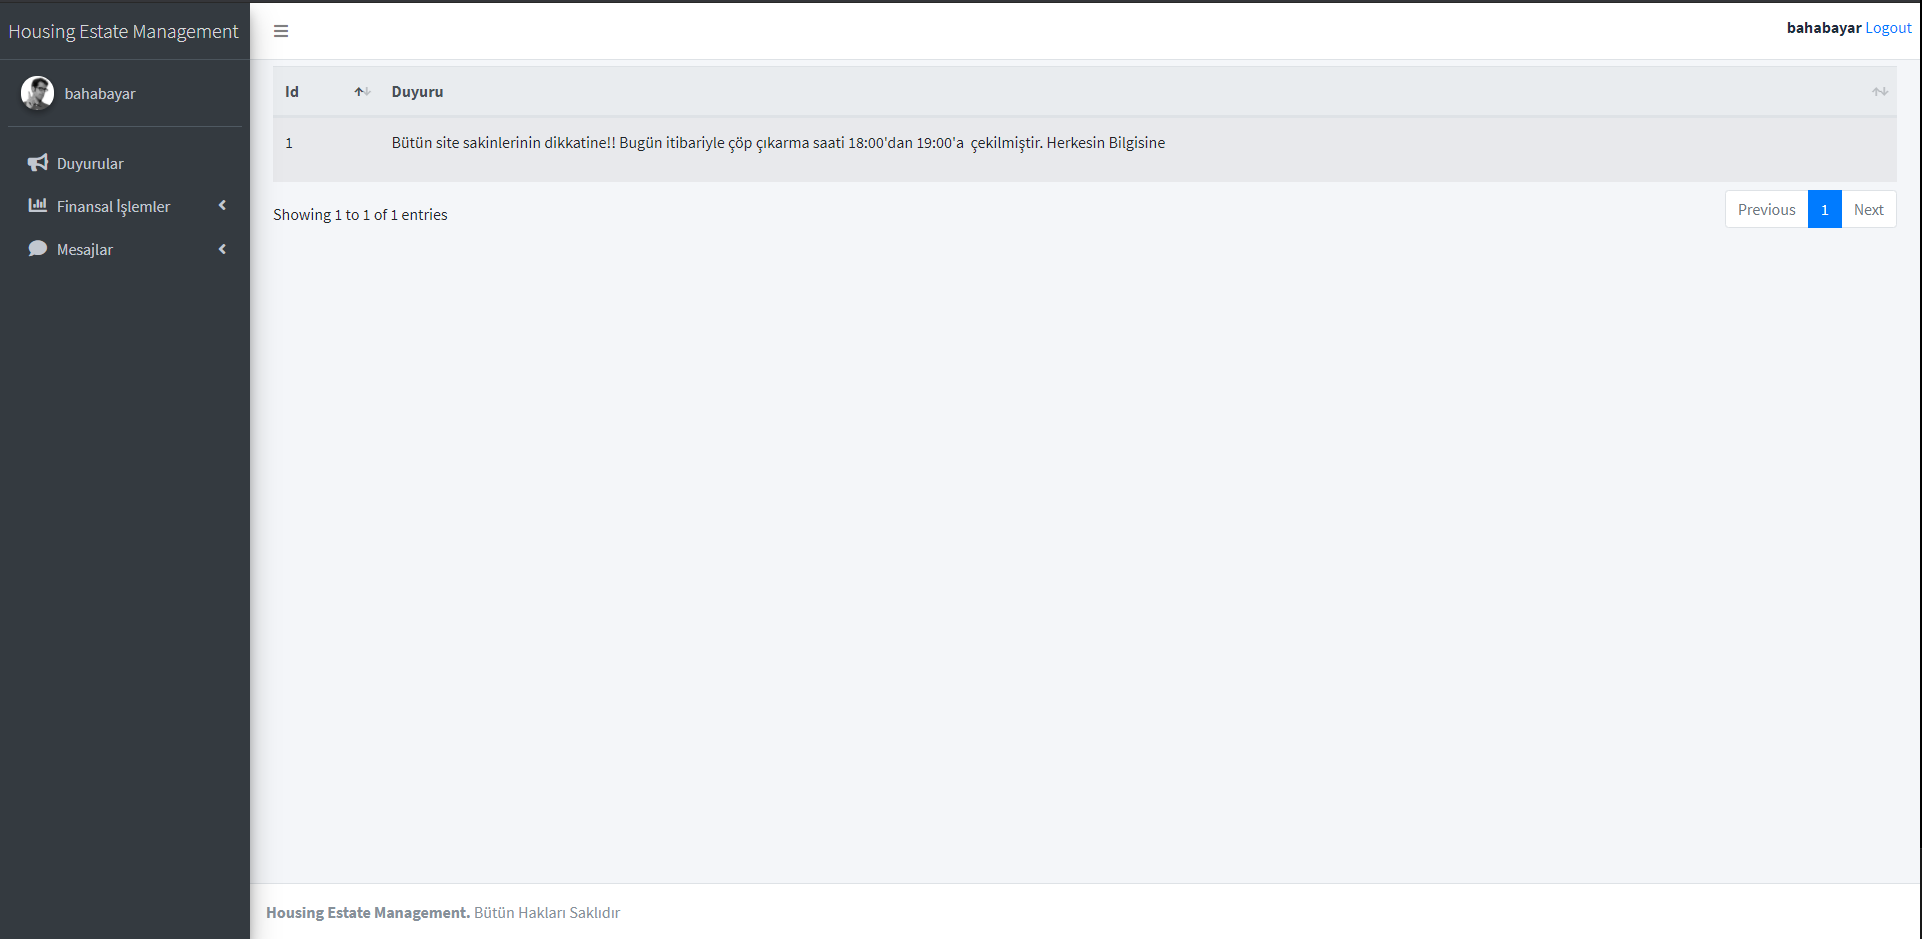 Housing Estate Management
bahabayar Logout
bahabayar
Duyurular
Finansal İşlemler
Mesajlar
Id Duyuru
1 Bütün site sakinlerinin dikkatine!! Bugün itibariyle çöp çıkarma saati 18:00'dan 19:00'a  çekilmiştir. Herkesin Bilgisine
Showing 1 to 1 of 1 entries
Previous 1 Next
Housing Estate Management. Bütün Hakları Saklıdır